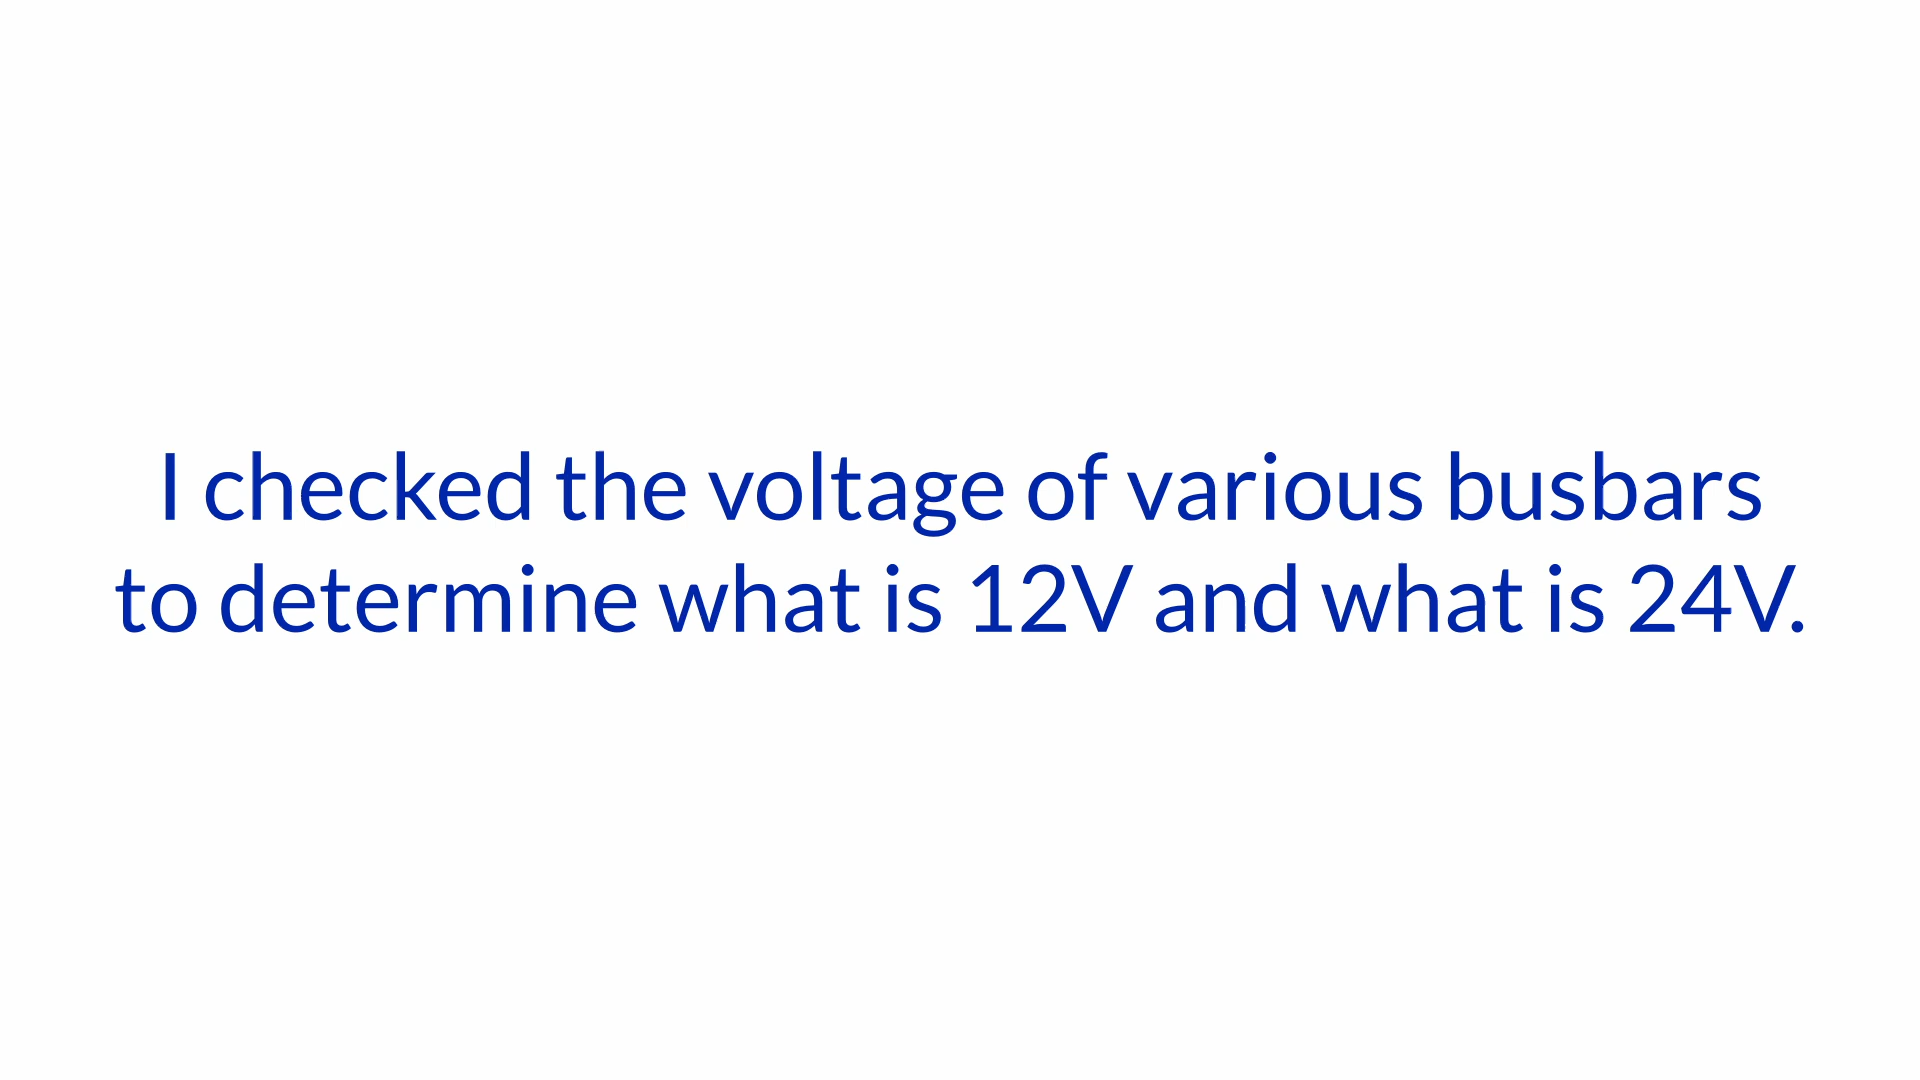 I checked the voltage of various busbars
to determine what is 12V and what is 24V.